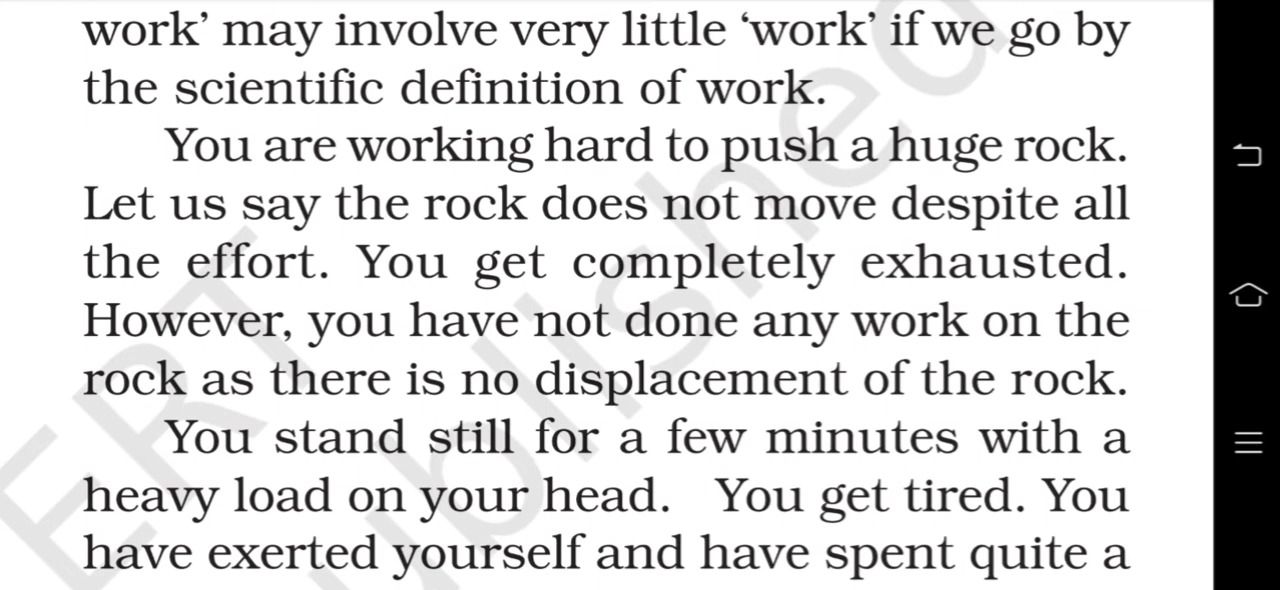 work’ may involve very little ‘work’ if we go by
the scientific definition of work.
You are working hard to push a huge rock.
Let us say the rock does not move despite all
the effort. You get completely exhausted.
However, you have not done any work on the
rock as there is no displacement of the rock.
You stand still for a few minutes with a
heavy load on your head. You get tired. You
have exerted yourself and have spent quite a